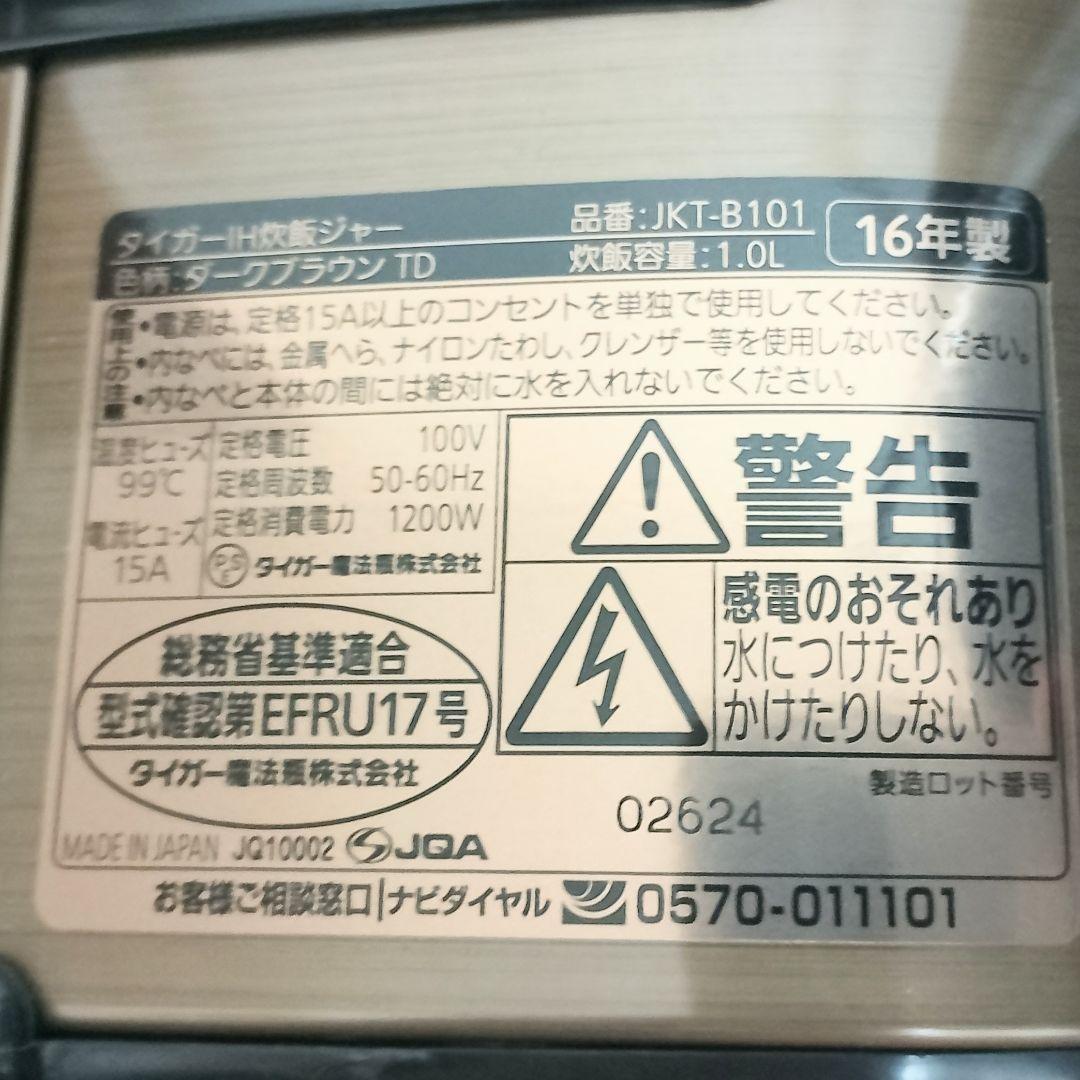 タイガーIH炊飯ジャー
品番:JKT-B101
16年製
色柄:ダークブラウン TD
炊飯容量:1.0L
使用上の注意
・電源は、定格15A以上のコンセントを単独で使用してください。
・内なべには、金属へら、ナイロンたわし、クレンザー等を使用しないでください。
・内なべと本体の間には絶対に水を入れないでください。
温度ヒューズ
99℃
電流ヒューズ
15A
定格電圧 100V
定格周波数 50-60Hz
定格消費電力 1200W
PSE タイガー魔法瓶株式会社
警告
感電のおそれあり
水につけたり、水を
かけたりしない。
総務省基準適合
型式確認第EFRU17号
タイガー魔法瓶株式会社
製造ロット番号
02624
MADE IN JAPAN JQ10002 JQA
お客様ご相談窓口|ナビダイヤル 0570-011101